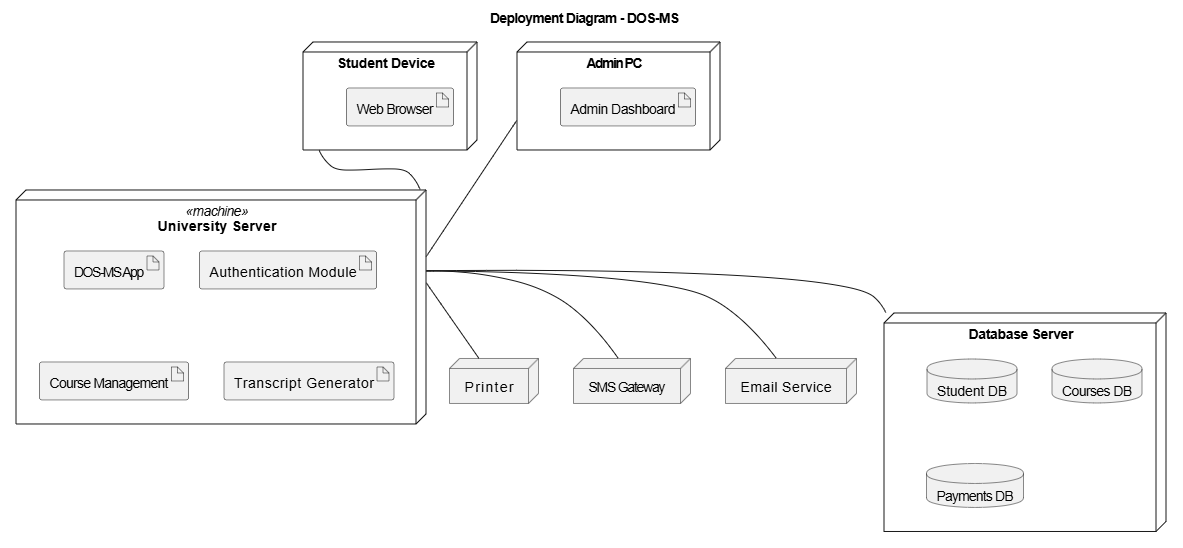 Deployment Diagram - DOS-MS
Student Device
Web Browser
Admin PC
Admin Dashboard
«machine»
University Server
DOS-MS App
Authentication Module
Course Management
Transcript Generator
Printer
SMS Gateway
Email Service
Database Server
Student DB
Courses DB
Payments DB